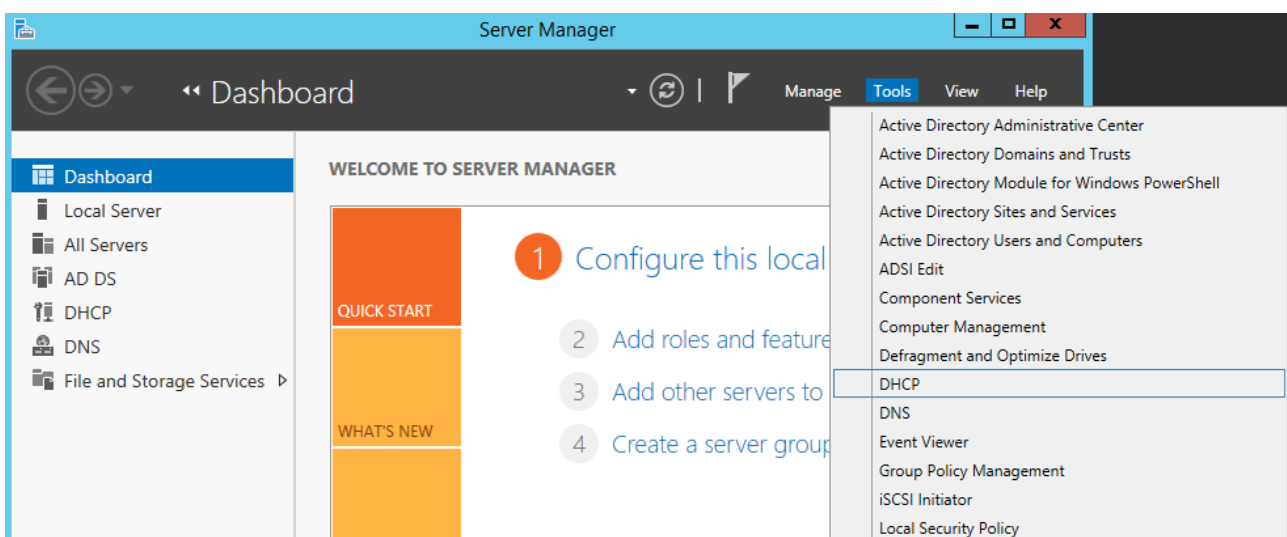 Server Manager
Dashboard
Manage
Tools
View
Help
Dashboard
Local Server
All Servers
AD DS
DHCP
DNS
File and Storage Services
WELCOME TO SERVER MANAGER
QUICK START
WHAT'S NEW
1 Configure this local
2 Add roles and feature
3 Add other servers to
4 Create a server group
Active Directory Administrative Center
Active Directory Domains and Trusts
Active Directory Module for Windows PowerShell
Active Directory Sites and Services
Active Directory Users and Computers
ADSI Edit
Component Services
Computer Management
Defragment and Optimize Drives
DHCP
DNS
Event Viewer
Group Policy Management
iSCSI Initiator
Local Security Policy